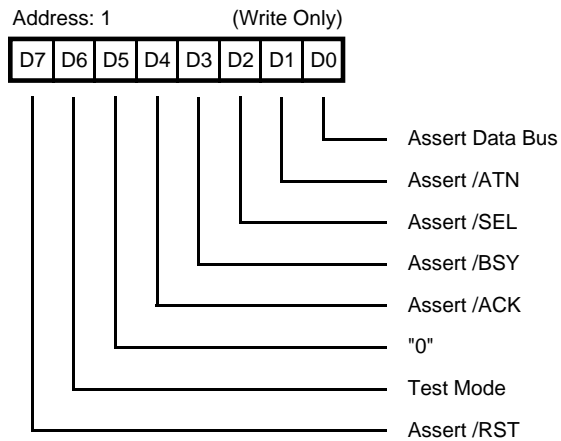 Address: 1 (Write Only)
D7 D6 D5 D4 D3 D2 D1 D0
Assert Data Bus
Assert /ATN
Assert /SEL
Assert /BSY
Assert /ACK
"0"
Test Mode
Assert /RST